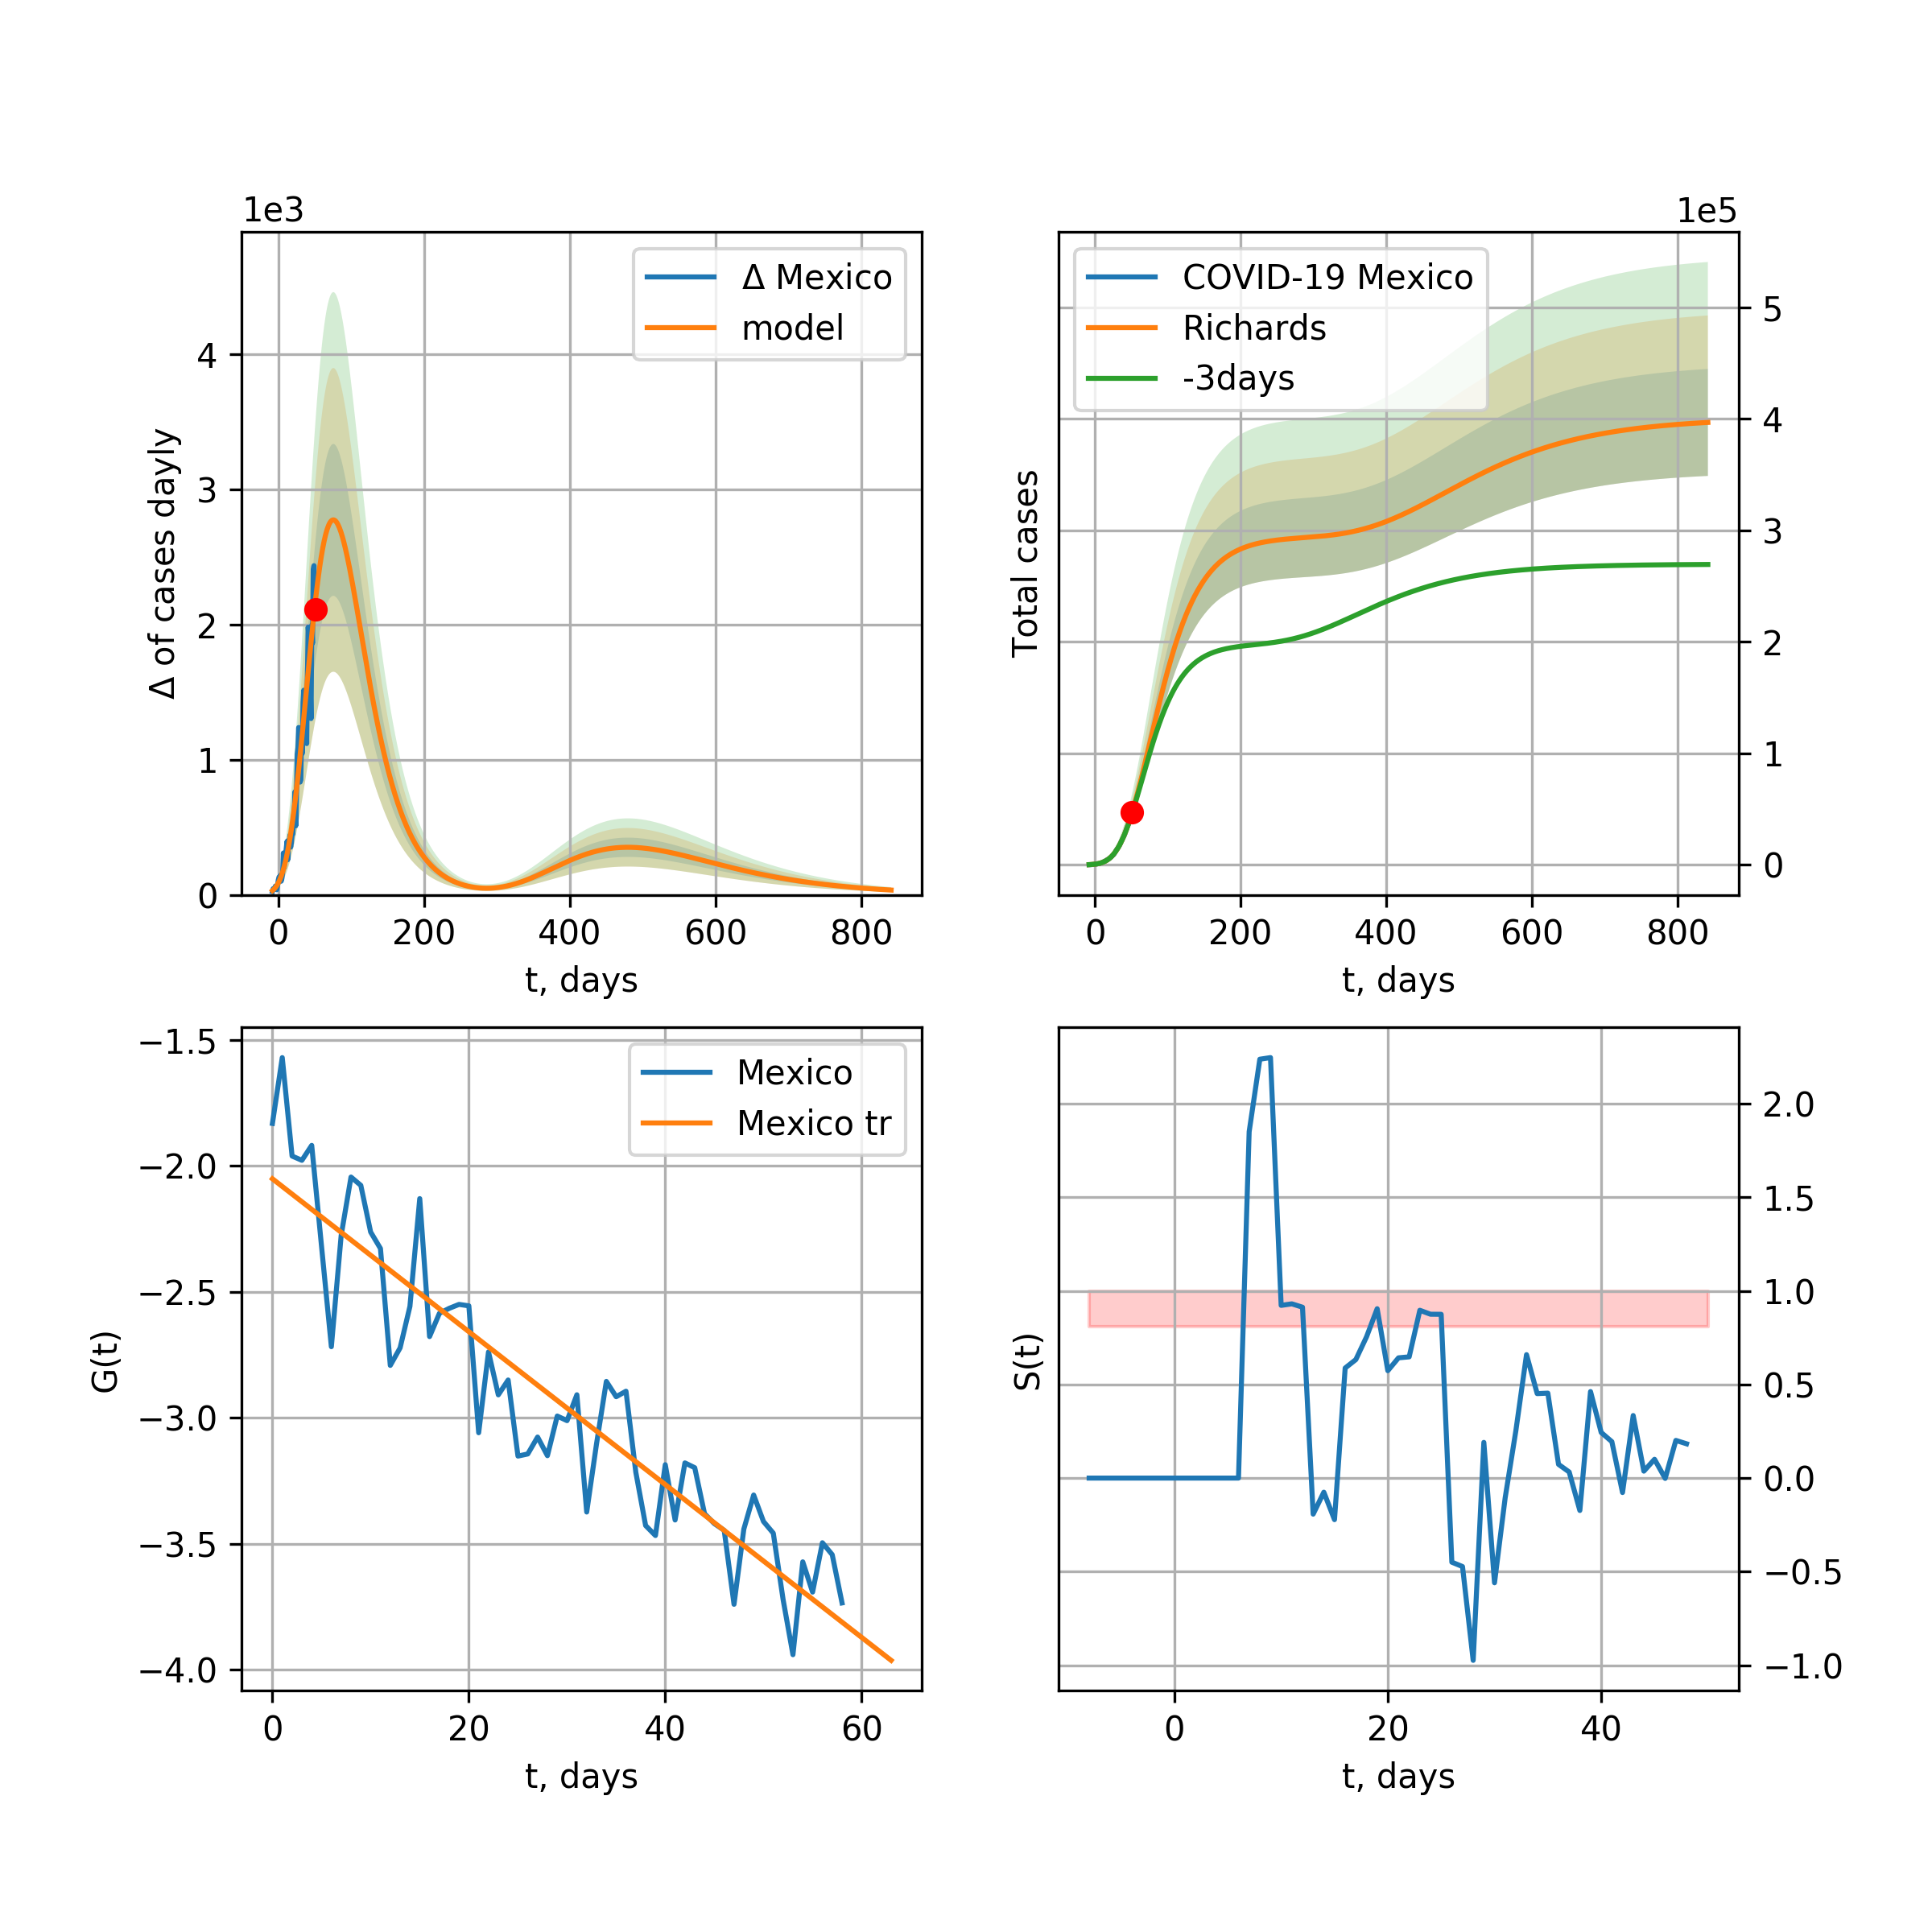 1e3
Δ of cases dayly
4
3
2
1
0
0 200 400 600 800
t, days
Δ Mexico
model
1e5
Total cases
COVID-19 Mexico
Richards
-3days
5
4
3
2
1
0
0 200 400 600 800
t, days
G(t)
−1.5
−2.0
−2.5
−3.0
−3.5
−4.0
0 20 40 60
t, days
Mexico
Mexico tr
S(t)
2.0
1.5
1.0
0.5
0.0
−0.5
−1.0
0 20 40
t, days